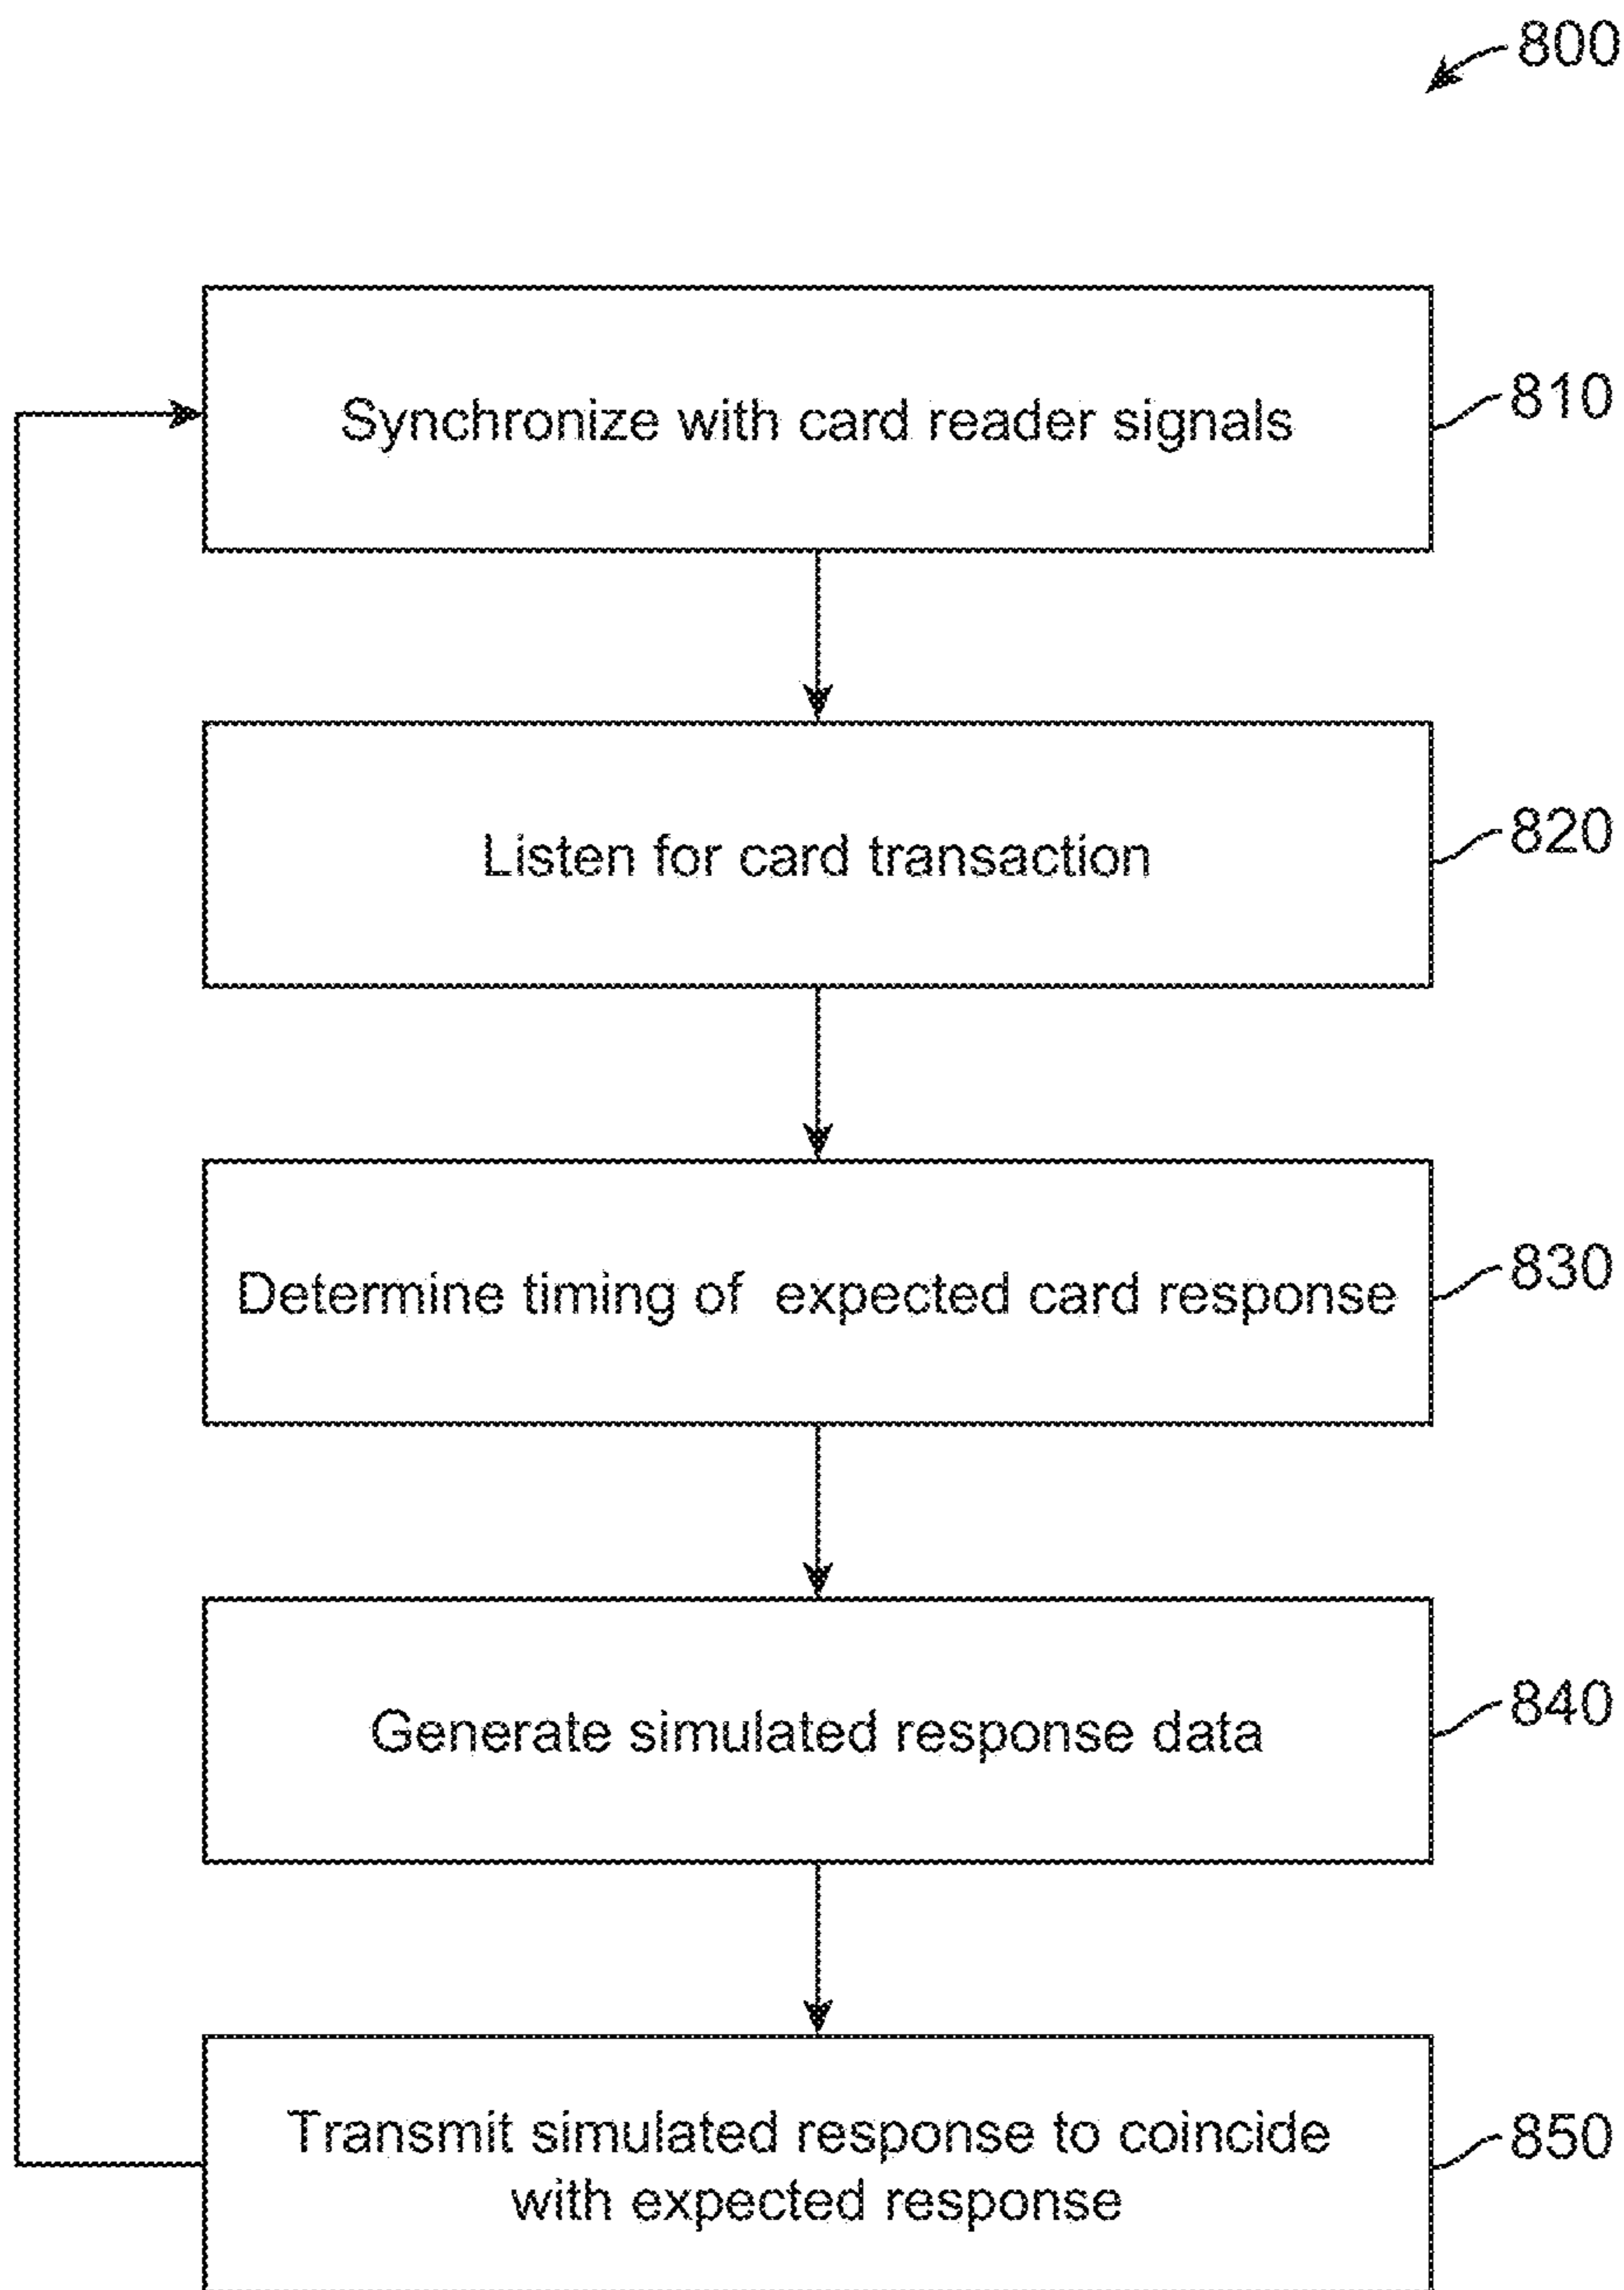 800
Synchronize with card reader signals
810
Listen for card transaction
820
Determine timing of expected card response
830
Generate simulated response data
840
Transmit simulated response to coincide
with expected response
850